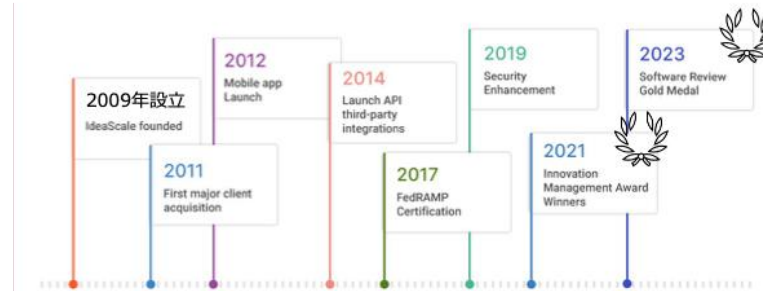 2009年設立
IdeaScale founded
2011
First major client
acquisition
2012
Mobile app
Launch
2014
Launch API
third-party
integrations
2017
FedRAMP
Certification
2019
Security
Enhancement
2021
Innovation
Management Award
Winners
2023
Software Review
Gold Medal